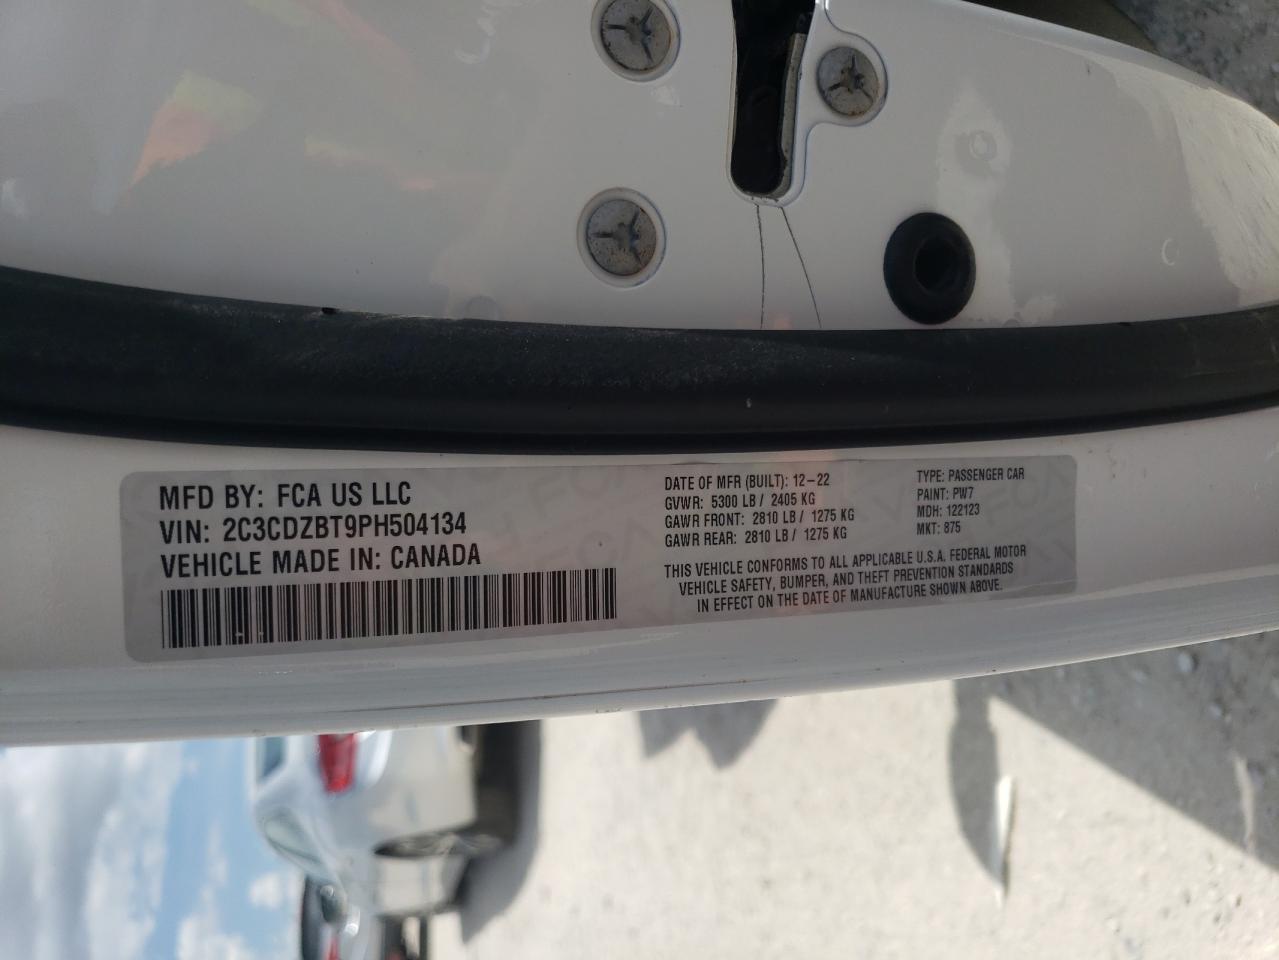 MFD BY: FCA US LLC
VIN: 2C3CDZBT9PH504134
VEHICLE MADE IN: CANADA
DATE OF MFR (BUILT): 12-22
GVWR: 5300 LB / 2405 KG
GAWR FRONT: 2810 LB / 1275 KG
GAWR REAR: 2810 LB / 1275 KG
TYPE: PASSENGER CAR
PAINT: PW7
MDH: 122123
MKT: 875
THIS VEHICLE CONFORMS TO ALL APPLICABLE U.S.A. FEDERAL MOTOR
VEHICLE SAFETY, BUMPER, AND THEFT PREVENTION STANDARDS
IN EFFECT ON THE DATE OF MANUFACTURE SHOWN ABOVE.